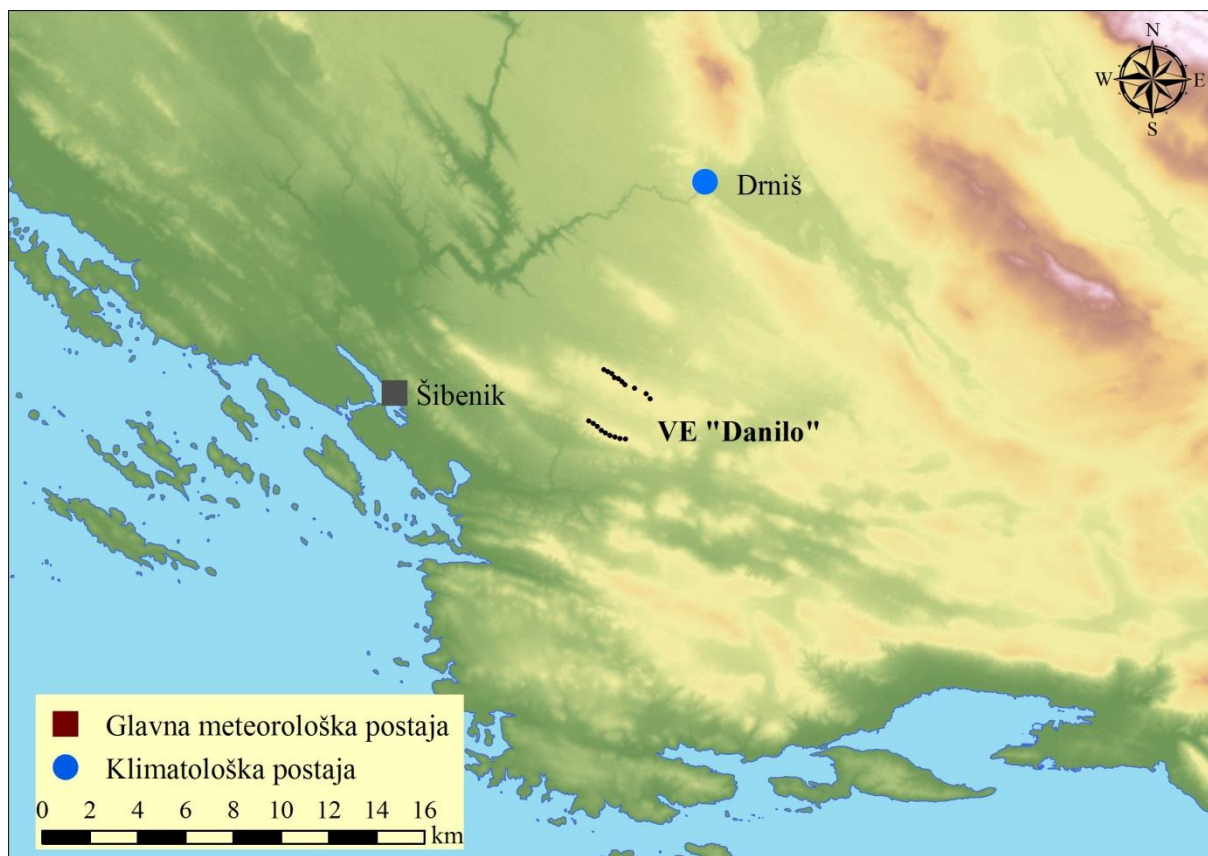 N
W E
S
Drniš
Šibenik
VE "Danilo"
Glavna meteorološka postaja
Klimatološka postaja
0 2 4 6 8 10 12 14 16
km